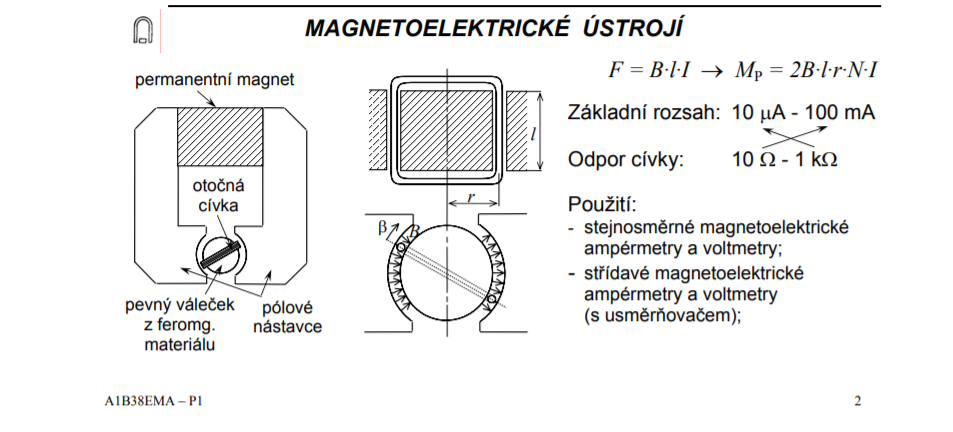 MAGNETOELEKTRICKÉ ÚSTROJÍ
permanentní magnet
otočná
cívka
pevný váleček
z feromg.
materiálu
pólové
nástavce
l
r
β
B
F = B·l·I → M_P = 2B·l·r·N·I
Základní rozsah: 10 µA - 100 mA
Odpor cívky: 10 Ω - 1 kΩ
Použití:
- stejnosměrné magnetoelektrické
ampérmetry a voltmetry;
- střídavé magnetoelektrické
ampérmetry a voltmetry
(s usměrňovačem);
A1B38EMA – P1
2